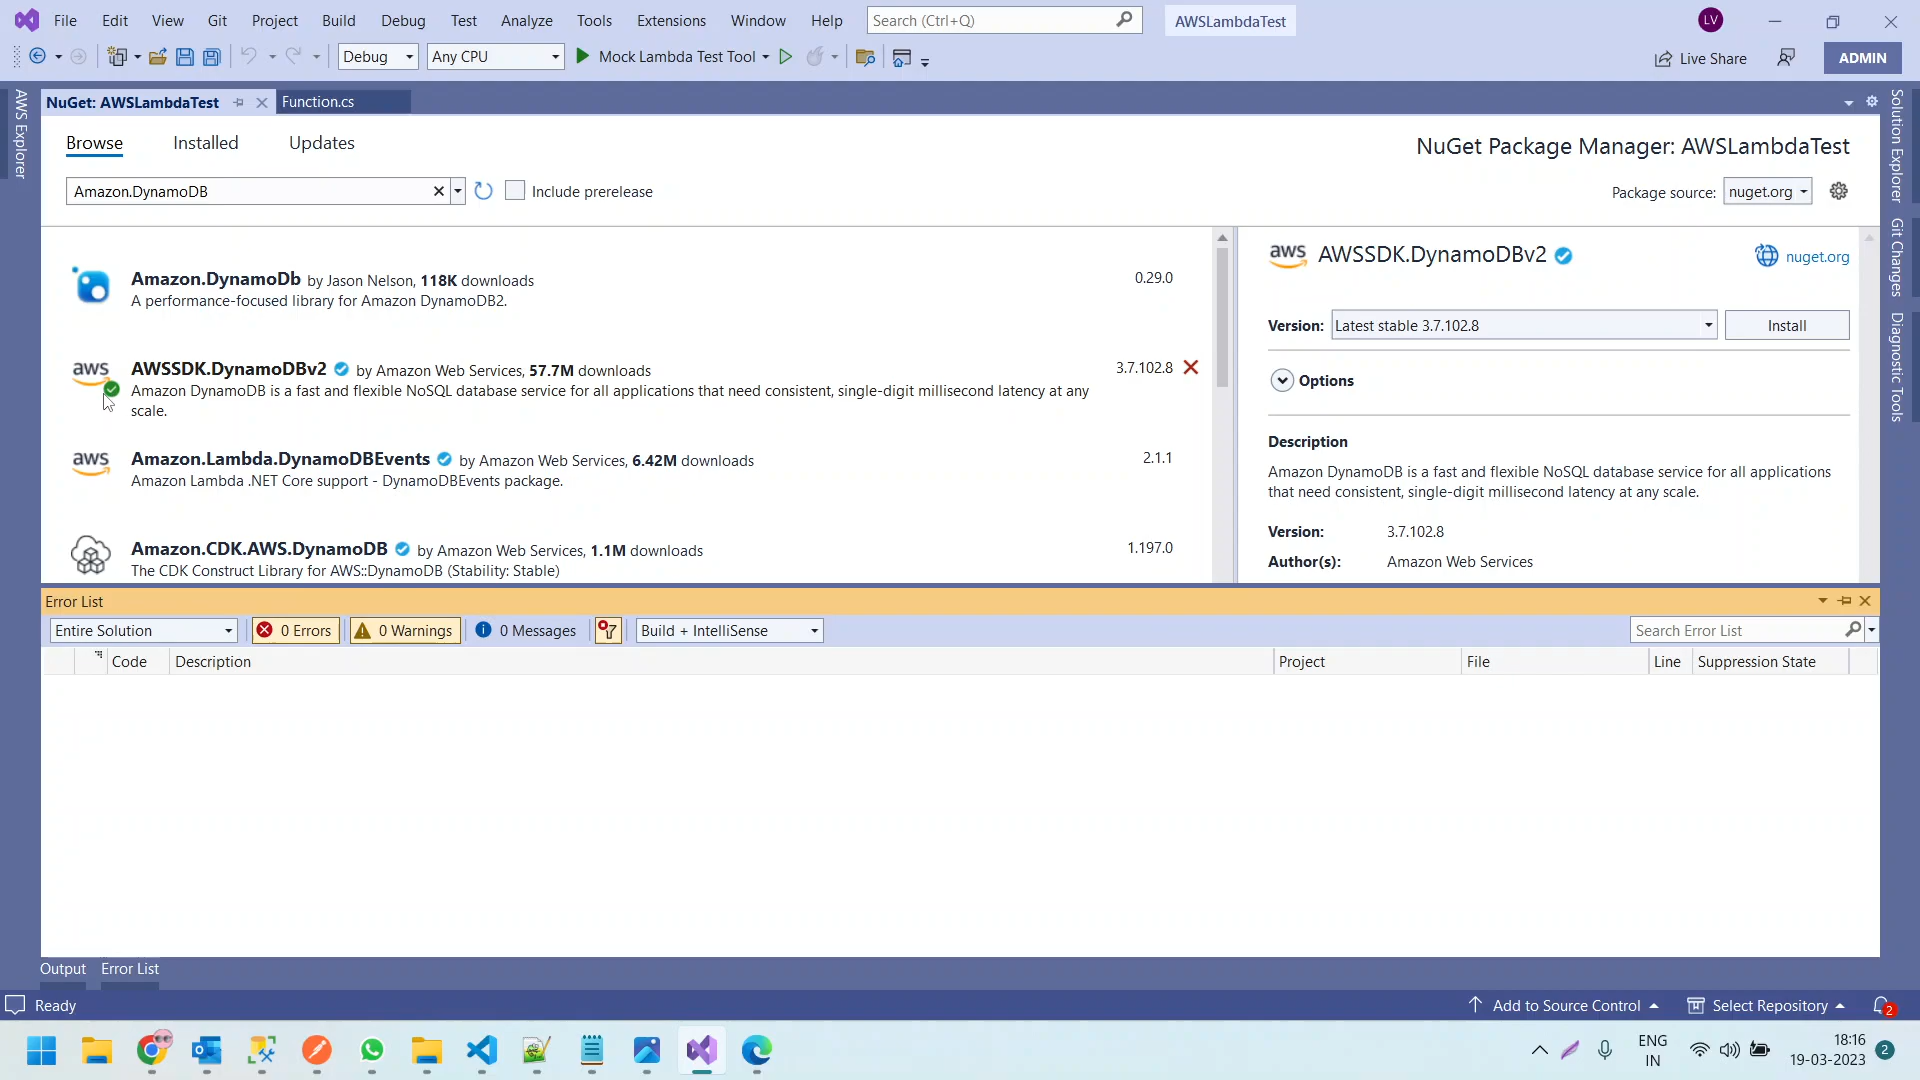 File Edit View Git Project Build Debug Test Analyze Tools Extensions Window Help Search (Ctrl+Q) AWSLambdaTest LV
Debug Any CPU Mock Lambda Test Tool Live Share ADMIN
NuGet: AWSLambdaTest Function.cs
AWS Explorer
Solution Explorer
Git Changes
Diagnostic Tools
Browse Installed Updates NuGet Package Manager: AWSLambdaTest
Amazon.DynamoDB Include prerelease Package source: nuget.org
Amazon.DynamoDb by Jason Nelson, 118K downloads 0.29.0
A performance-focused library for Amazon DynamoDB2.
aws AWSSDK.DynamoDBv2 by Amazon Web Services, 57.7M downloads 3.7.102.8
Amazon DynamoDB is a fast and flexible NoSQL database service for all applications that need consistent, single-digit millisecond latency at any
scale.
aws Amazon.Lambda.DynamoDBEvents by Amazon Web Services, 6.42M downloads 2.1.1
Amazon Lambda .NET Core support - DynamoDBEvents package.
Amazon.CDK.AWS.DynamoDB by Amazon Web Services, 1.1M downloads 1.197.0
The CDK Construct Library for AWS::DynamoDB (Stability: Stable)
aws AWSSDK.DynamoDBv2 nuget.org
Version: Latest stable 3.7.102.8 Install
Options
Description
Amazon DynamoDB is a fast and flexible NoSQL database service for all applications
that need consistent, single-digit millisecond latency at any scale.
Version: 3.7.102.8
Author(s): Amazon Web Services
Error List
Entire Solution 0 Errors 0 Warnings 0 Messages Build + IntelliSense Search Error List
Code Description Project File Line Suppression State
Output Error List
Ready Add to Source Control Select Repository 2
ENG
IN
18:16
19-03-2023
2